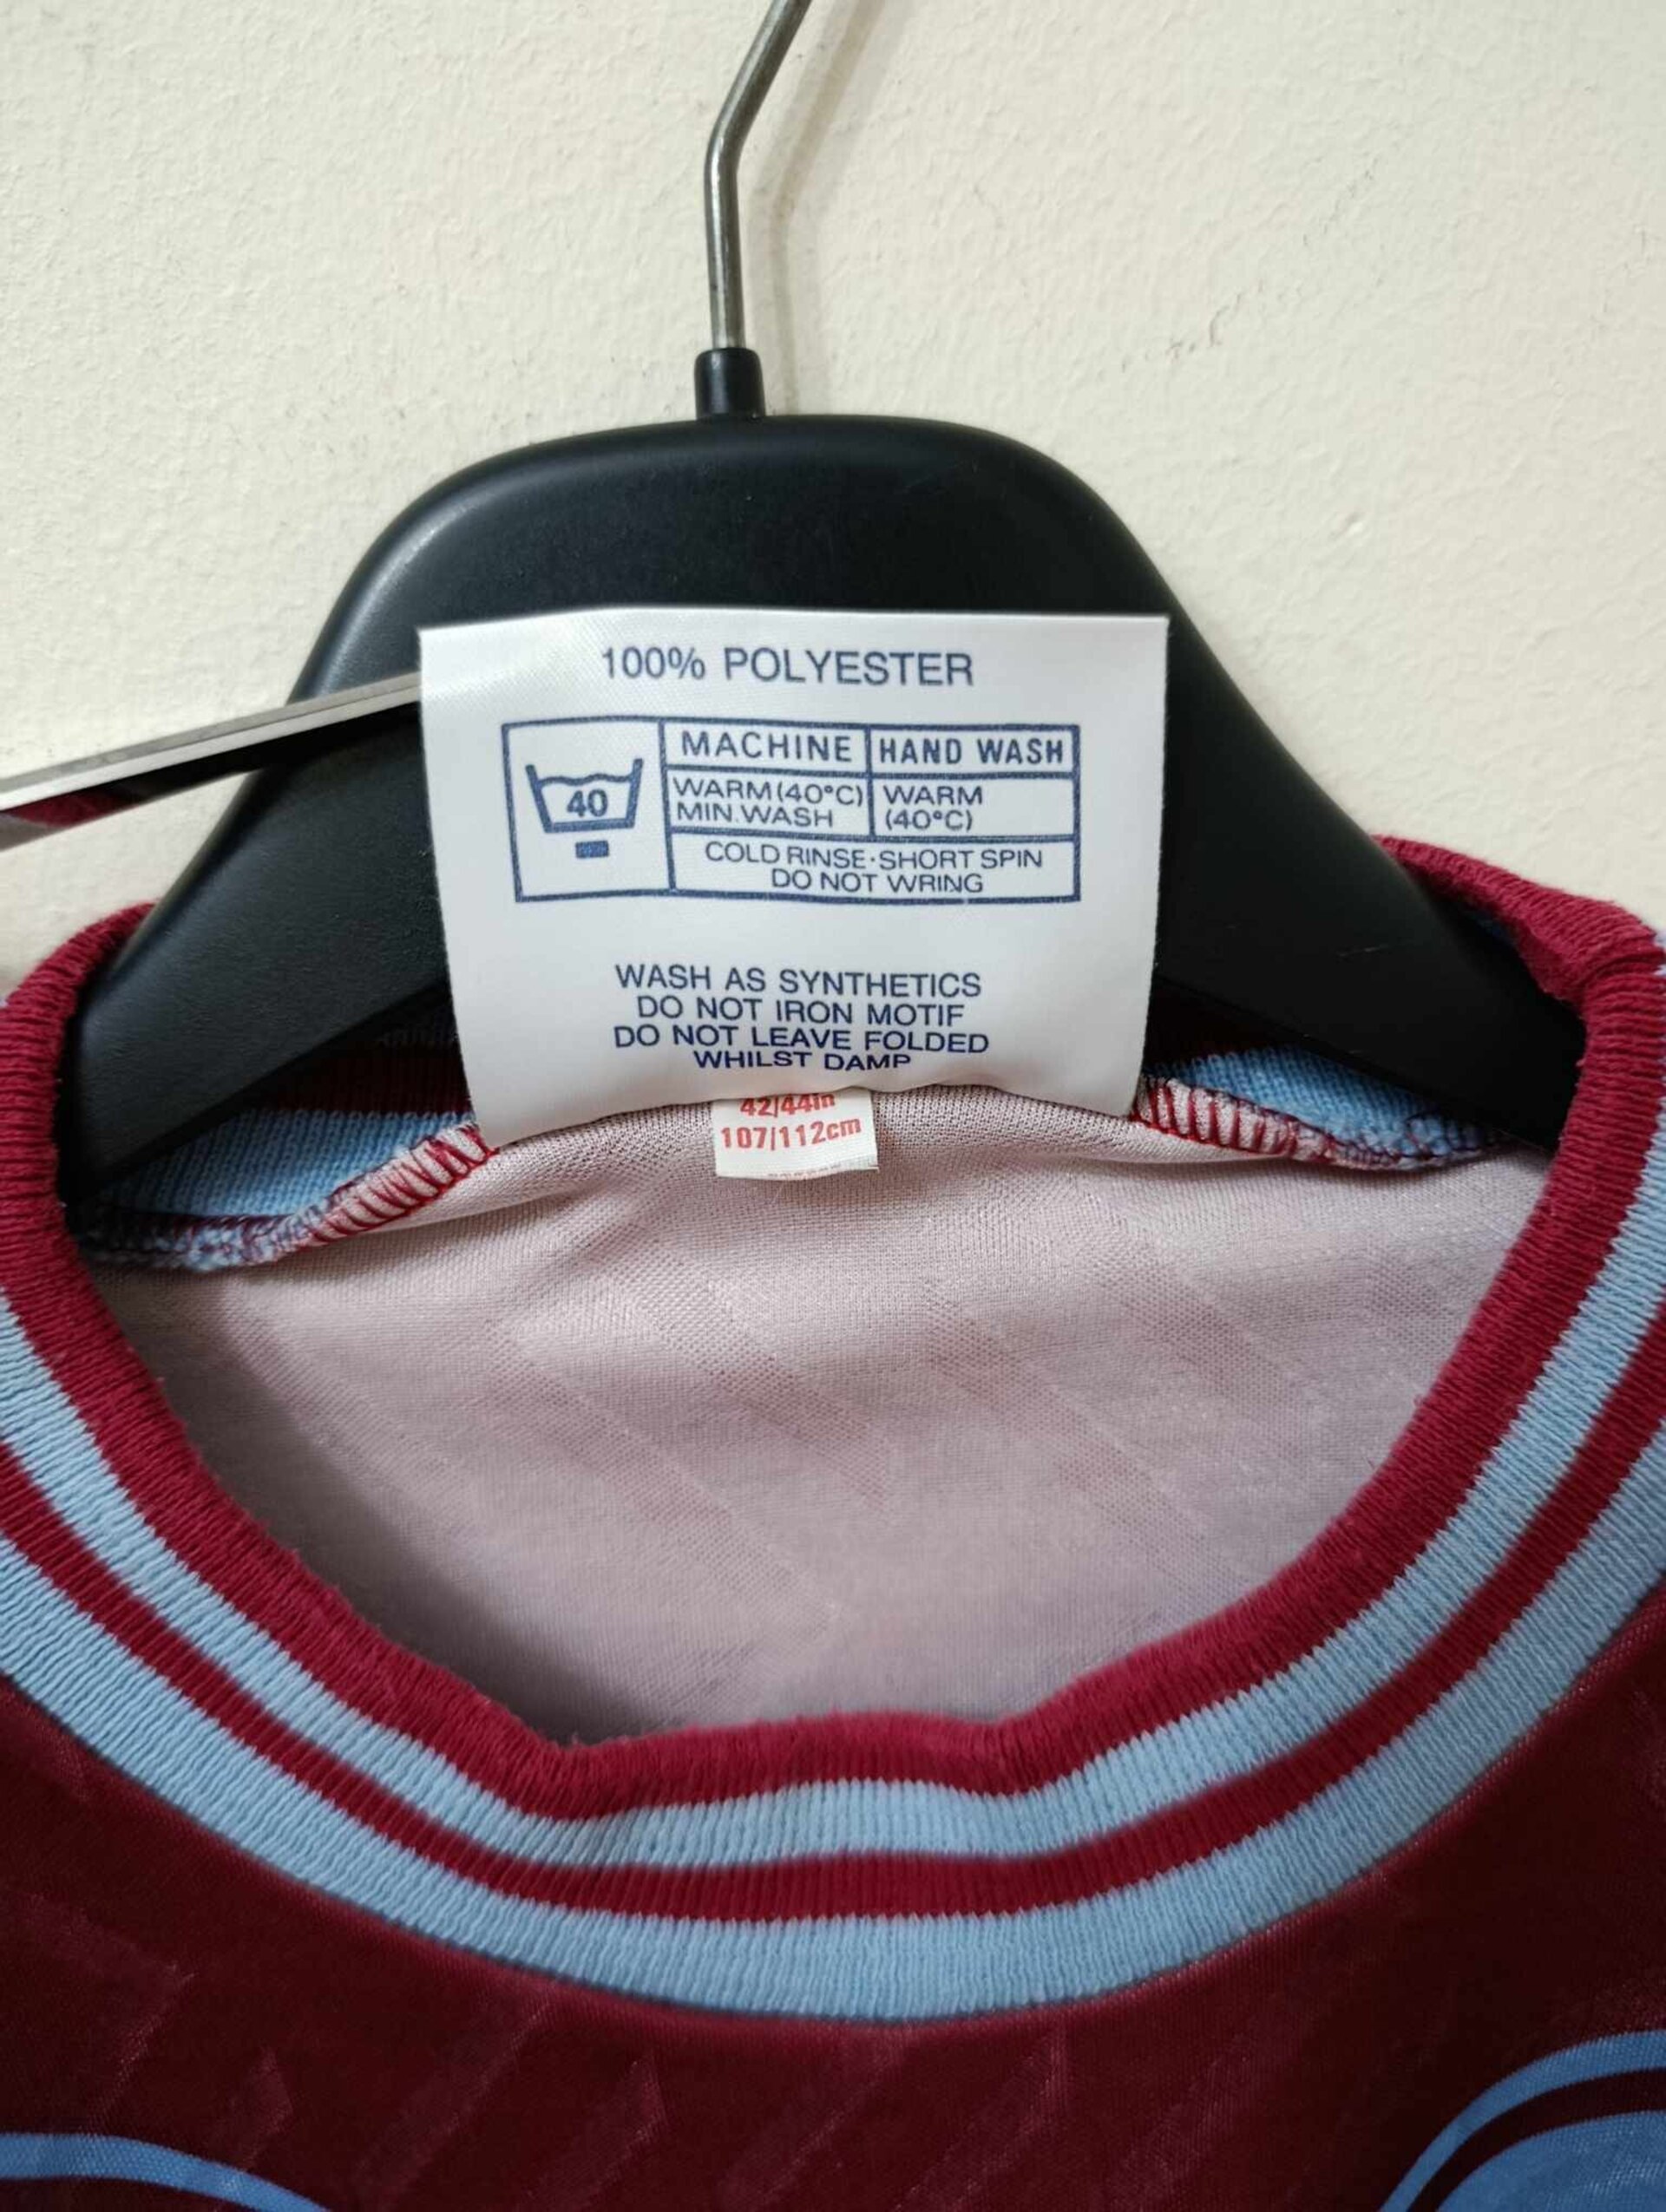 100% POLYESTER
MACHINE HAND WASH
40
WARM(40°C) WARM
MIN.WASH (40°C)
COLD RINSE·SHORT SPIN
DO NOT WRING
WASH AS SYNTHETICS
DO NOT IRON MOTIF
DO NOT LEAVE FOLDED
WHILST DAMP
42/44in
107/112cm